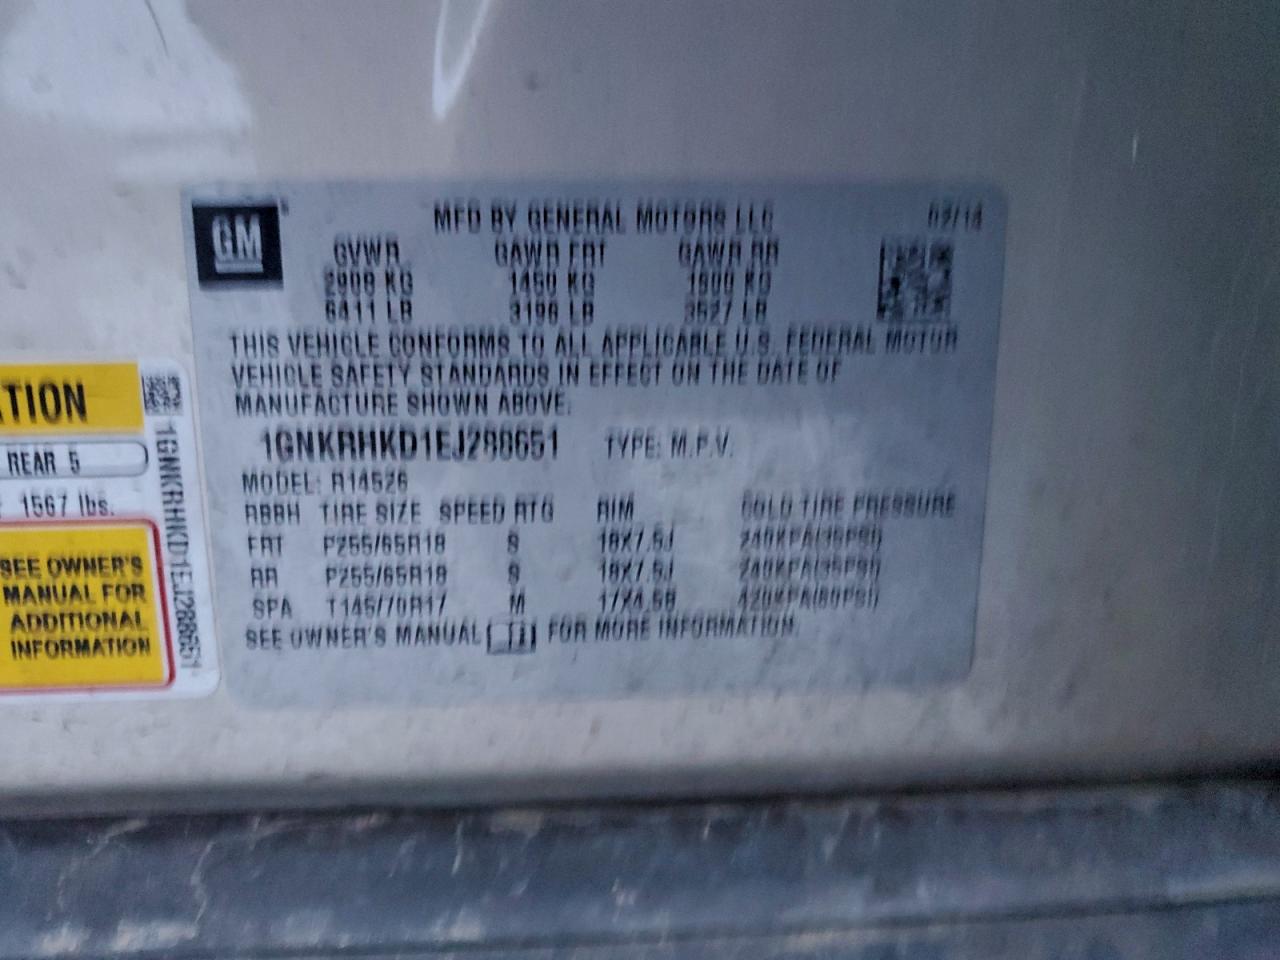 GM
MFD BY GENERAL MOTORS LLC 02/14
GVWR GAWR FRT GAWR RR
2908 KG 1450 KG 1600 KG
6411 LB 3196 LB 3527 LB
THIS VEHICLE CONFORMS TO ALL APPLICABLE U.S. FEDERAL MOTOR
VEHICLE SAFETY STANDARDS IN EFFECT ON THE DATE OF
MANUFACTURE SHOWN ABOVE.
1GNKRHKD1EJ288651 TYPE: M.P.V.
MODEL: R14526
RBBH TIRE SIZE SPEED RTG RIM COLD TIRE PRESSURE
FRT P255/65R18 S 18X7.5J 240KPA(35PSI)
RR P255/65R18 S 18X7.5J 240KPA(35PSI)
SPA T145/70R17 M 17X4.5B 420KPA(60PSI)
SEE OWNER'S MANUAL FOR MORE INFORMATION.
ATION
REAR 5
1567 lbs.
SEE OWNER'S
MANUAL FOR
ADDITIONAL
INFORMATION
1GNKRHKD1EJ288651